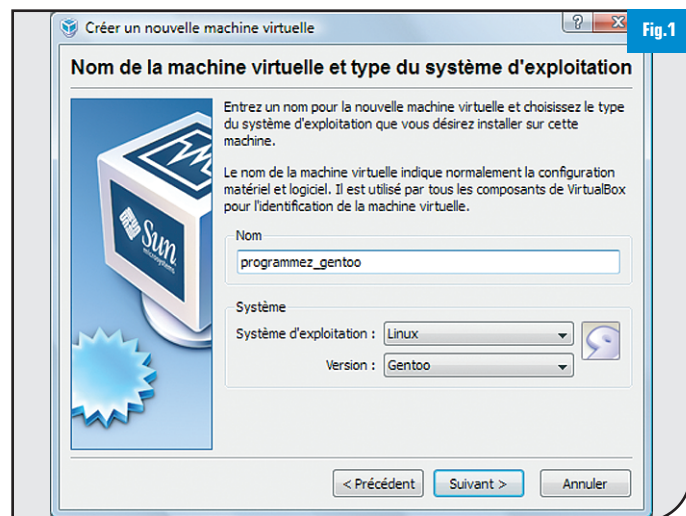 Créer un nouvelle machine virtuelle
Fig.1
Nom de la machine virtuelle et type du système d'exploitation
Entrez un nom pour la nouvelle machine virtuelle et choisissez le type
du système d'exploitation que vous désirez installer sur cette
machine.
Le nom de la machine virtuelle indique normalement la configuration
matériel et logiciel. Il est utilisé par tous les composants de VirtualBox
pour l'identification de la machine virtuelle.
Sun
microsystems
Nom
programmez_gentoo
Système
Système d'exploitation : Linux
Version : Gentoo
< Précédent
Suivant >
Annuler